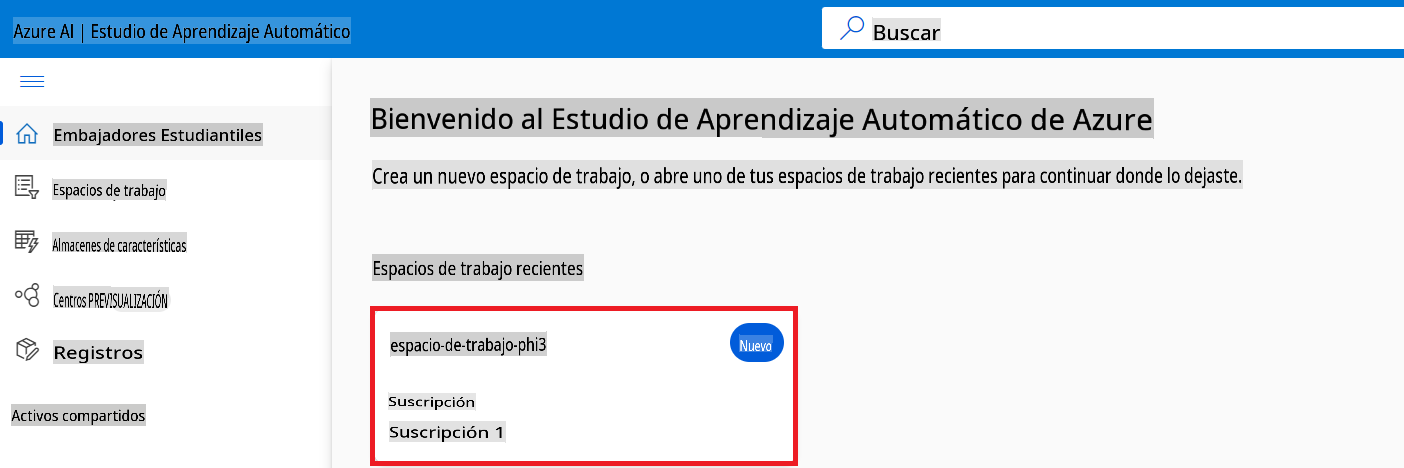 Azure AI | Estudio de Aprendizaje Automático
Buscar
Embajadores Estudiantiles
Espacios de trabajo
Almacenes de características
Centros PREVISUALIZACIÓN
Registros
Activos compartidos
Bienvenido al Estudio de Aprendizaje Automático de Azure
Crea un nuevo espacio de trabajo, o abre uno de tus espacios de trabajo recientes para continuar donde lo dejaste.
Espacios de trabajo recientes
espacio-de-trabajo-phi3
Nuevo
Suscripción
Suscripción 1